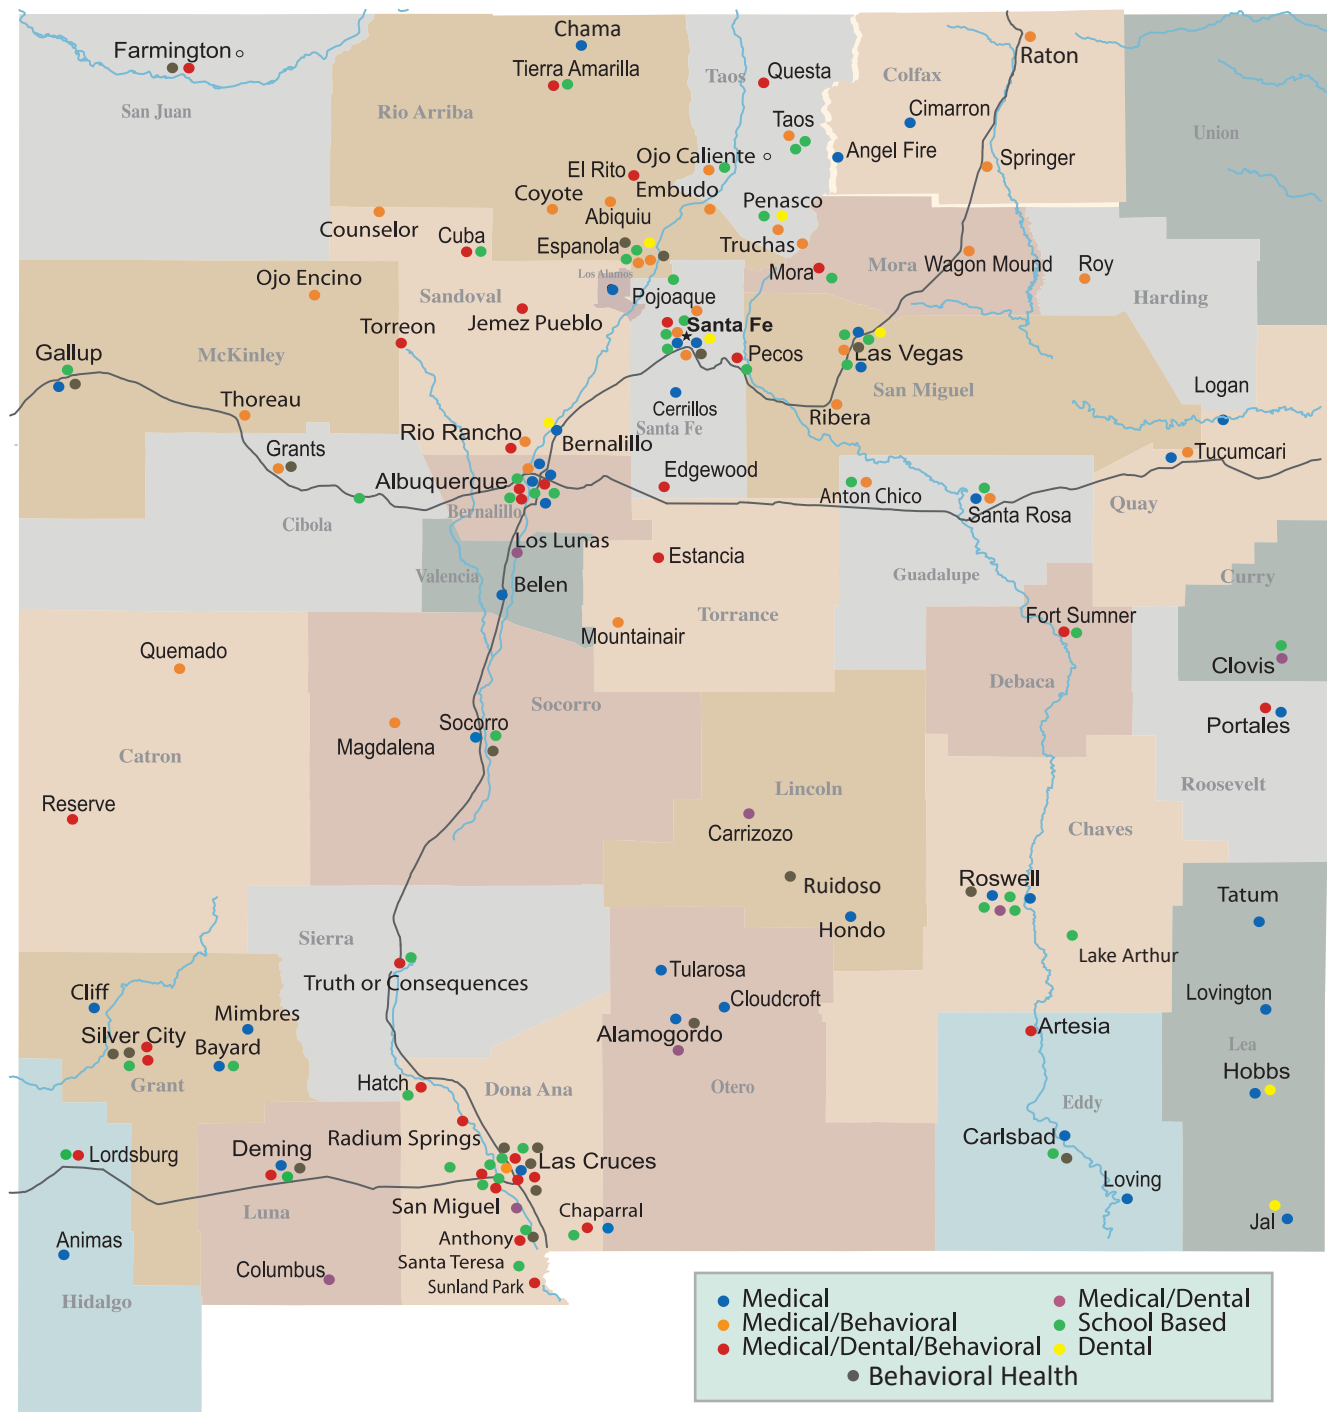 Chama
Farmington
Tierra Amarilla
Taos
Questa
Colfax
Raton
San Juan
Rio Arriba
Taos
Cimarron
Union
El Rito
Ojo Caliente
Angel Fire
Springer
Coyote
Embudo
Abiquiu
Penasco
Counselor
Cuba
Espanola
Truchas
Mora
Mora
Wagon Mound
Roy
Ojo Encino
Sandoval
Los Alamos
Pojoaque
Harding
Jemez Pueblo
Torreon
Santa Fe
Gallup
McKinley
Pecos
Las Vegas
San Miguel
Logan
Thoreau
Cerrillos
Ribera
Rio Rancho
Bernalillo
Santa Fe
Grants
Tucumcari
Albuquerque
Edgewood
Anton Chico
Quay
Cibola
Bernalillo
Santa Rosa
Los Lunas
Estancia
Valencia
Belen
Guadalupe
Curry
Torrance
Fort Sumner
Mountainair
Quemado
Clovis
Debaca
Socorro
Socorro
Magdalena
Portales
Catron
Roosevelt
Reserve
Lincoln
Carrizozo
Chaves
Ruidoso
Roswell
Tatum
Hondo
Sierra
Lake Arthur
Truth or Consequences
Tularosa
Cliff
Cloudcroft
Lovington
Mimbres
Silver City
Alamogordo
Artesia
Bayard
Lea
Grant
Hatch
Dona Ana
Otero
Hobbs
Eddy
Radium Springs
Carlsbad
Lordsburg
Deming
Las Cruces
Loving
Luna
San Miguel
Chaparral
Jal
Animas
Anthony
Santa Teresa
Columbus
Sunland Park
Hidalgo
Medical
Medical/Dental
Medical/Behavioral
School Based
Medical/Dental/Behavioral
Dental
Behavioral Health